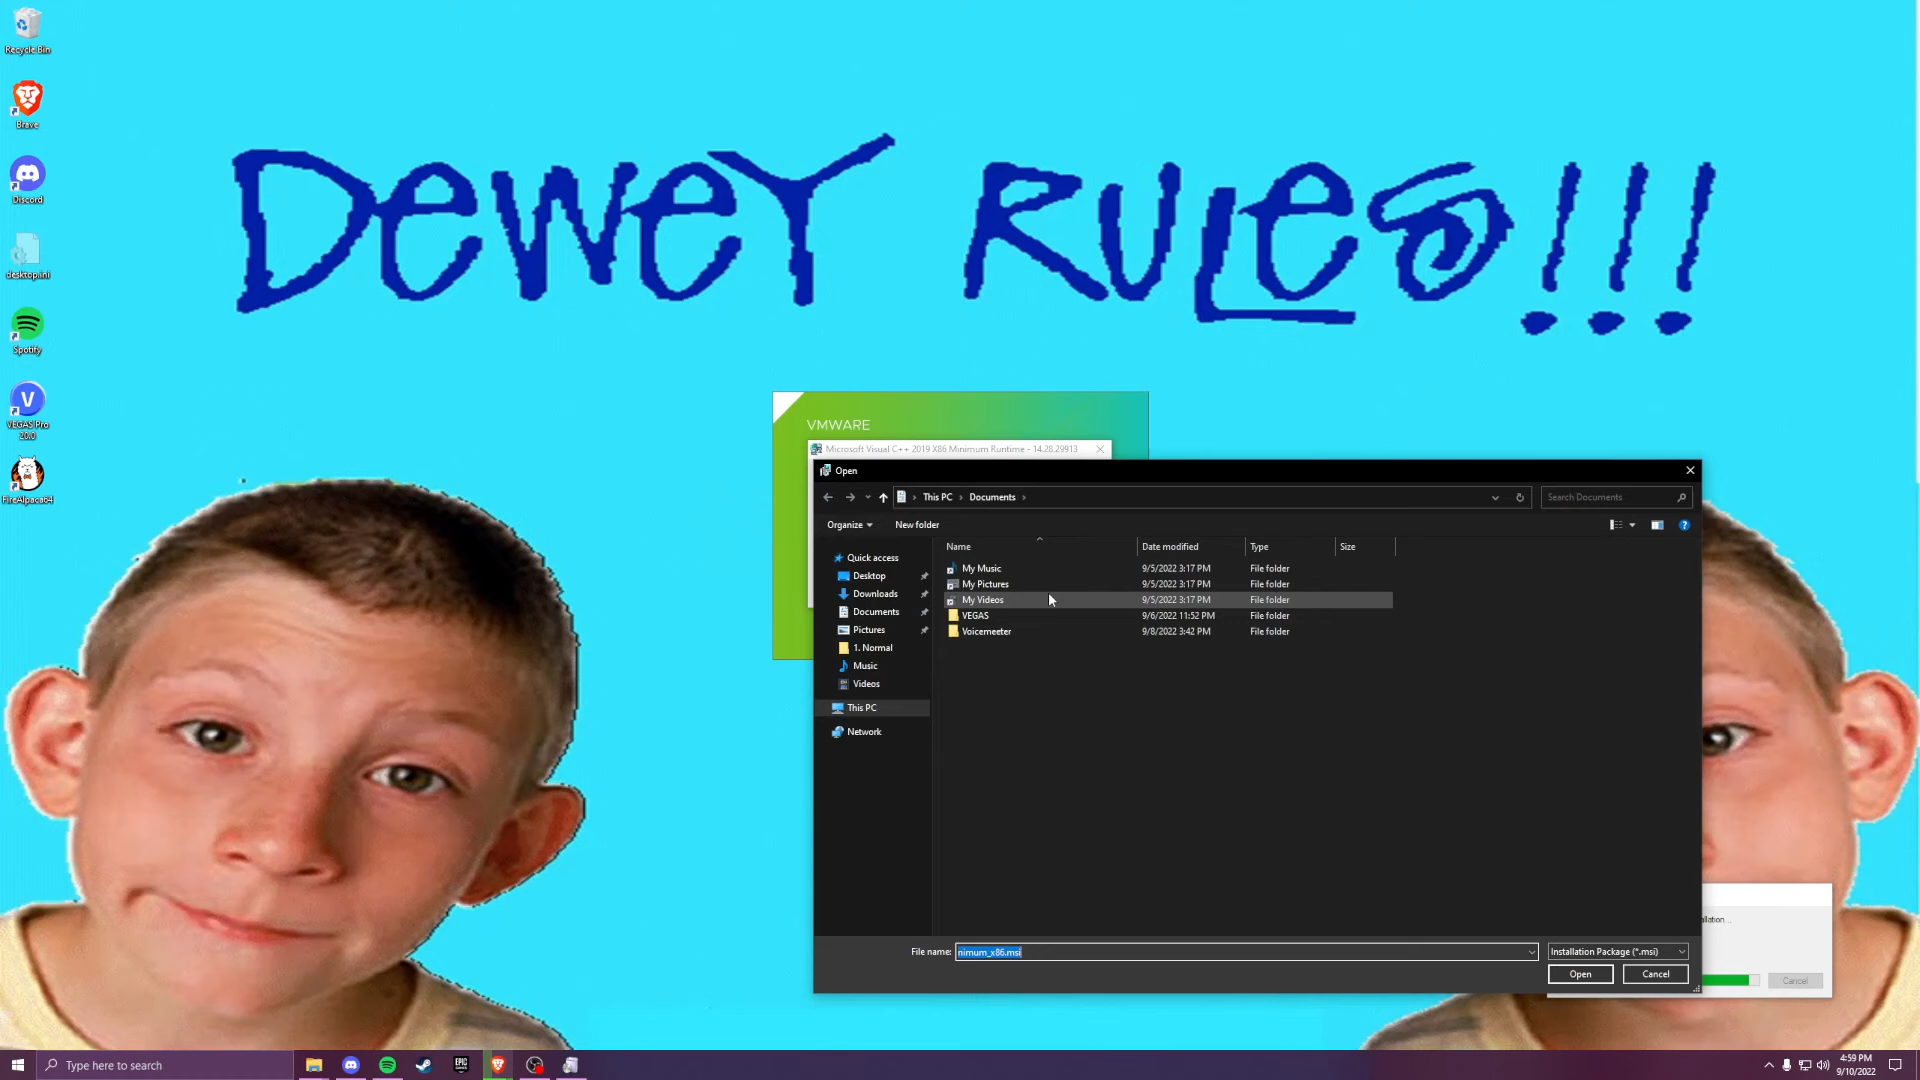 Recycle Bin
Brave
Discord
desktop.ini
Spotify
VEGAS Pro
20.0
FireAlpaca64
DeweY RuLes!!!
VMWARE
Microsoft Visual C++ 2019 X86 Minimum Runtime - 14.28.29913
Open
This PC > Documents >
Search Documents
Organize
New folder
Name
Date modified
Type
Size
Quick access
Desktop
Downloads
Documents
Pictures
1. Normal
Music
Videos
This PC
Network
My Music 9/5/2022 3:17 PM File folder
My Pictures 9/5/2022 3:17 PM File folder
My Videos 9/5/2022 3:17 PM File folder
VEGAS 9/6/2022 11:52 PM File folder
Voicemeeter 9/8/2022 3:42 PM File folder
File name: nimum_x86.msi
Installation Package (*.msi)
Open
Cancel
allation...
Cancel
Type here to search
EPIC
4:59 PM
9/10/2022